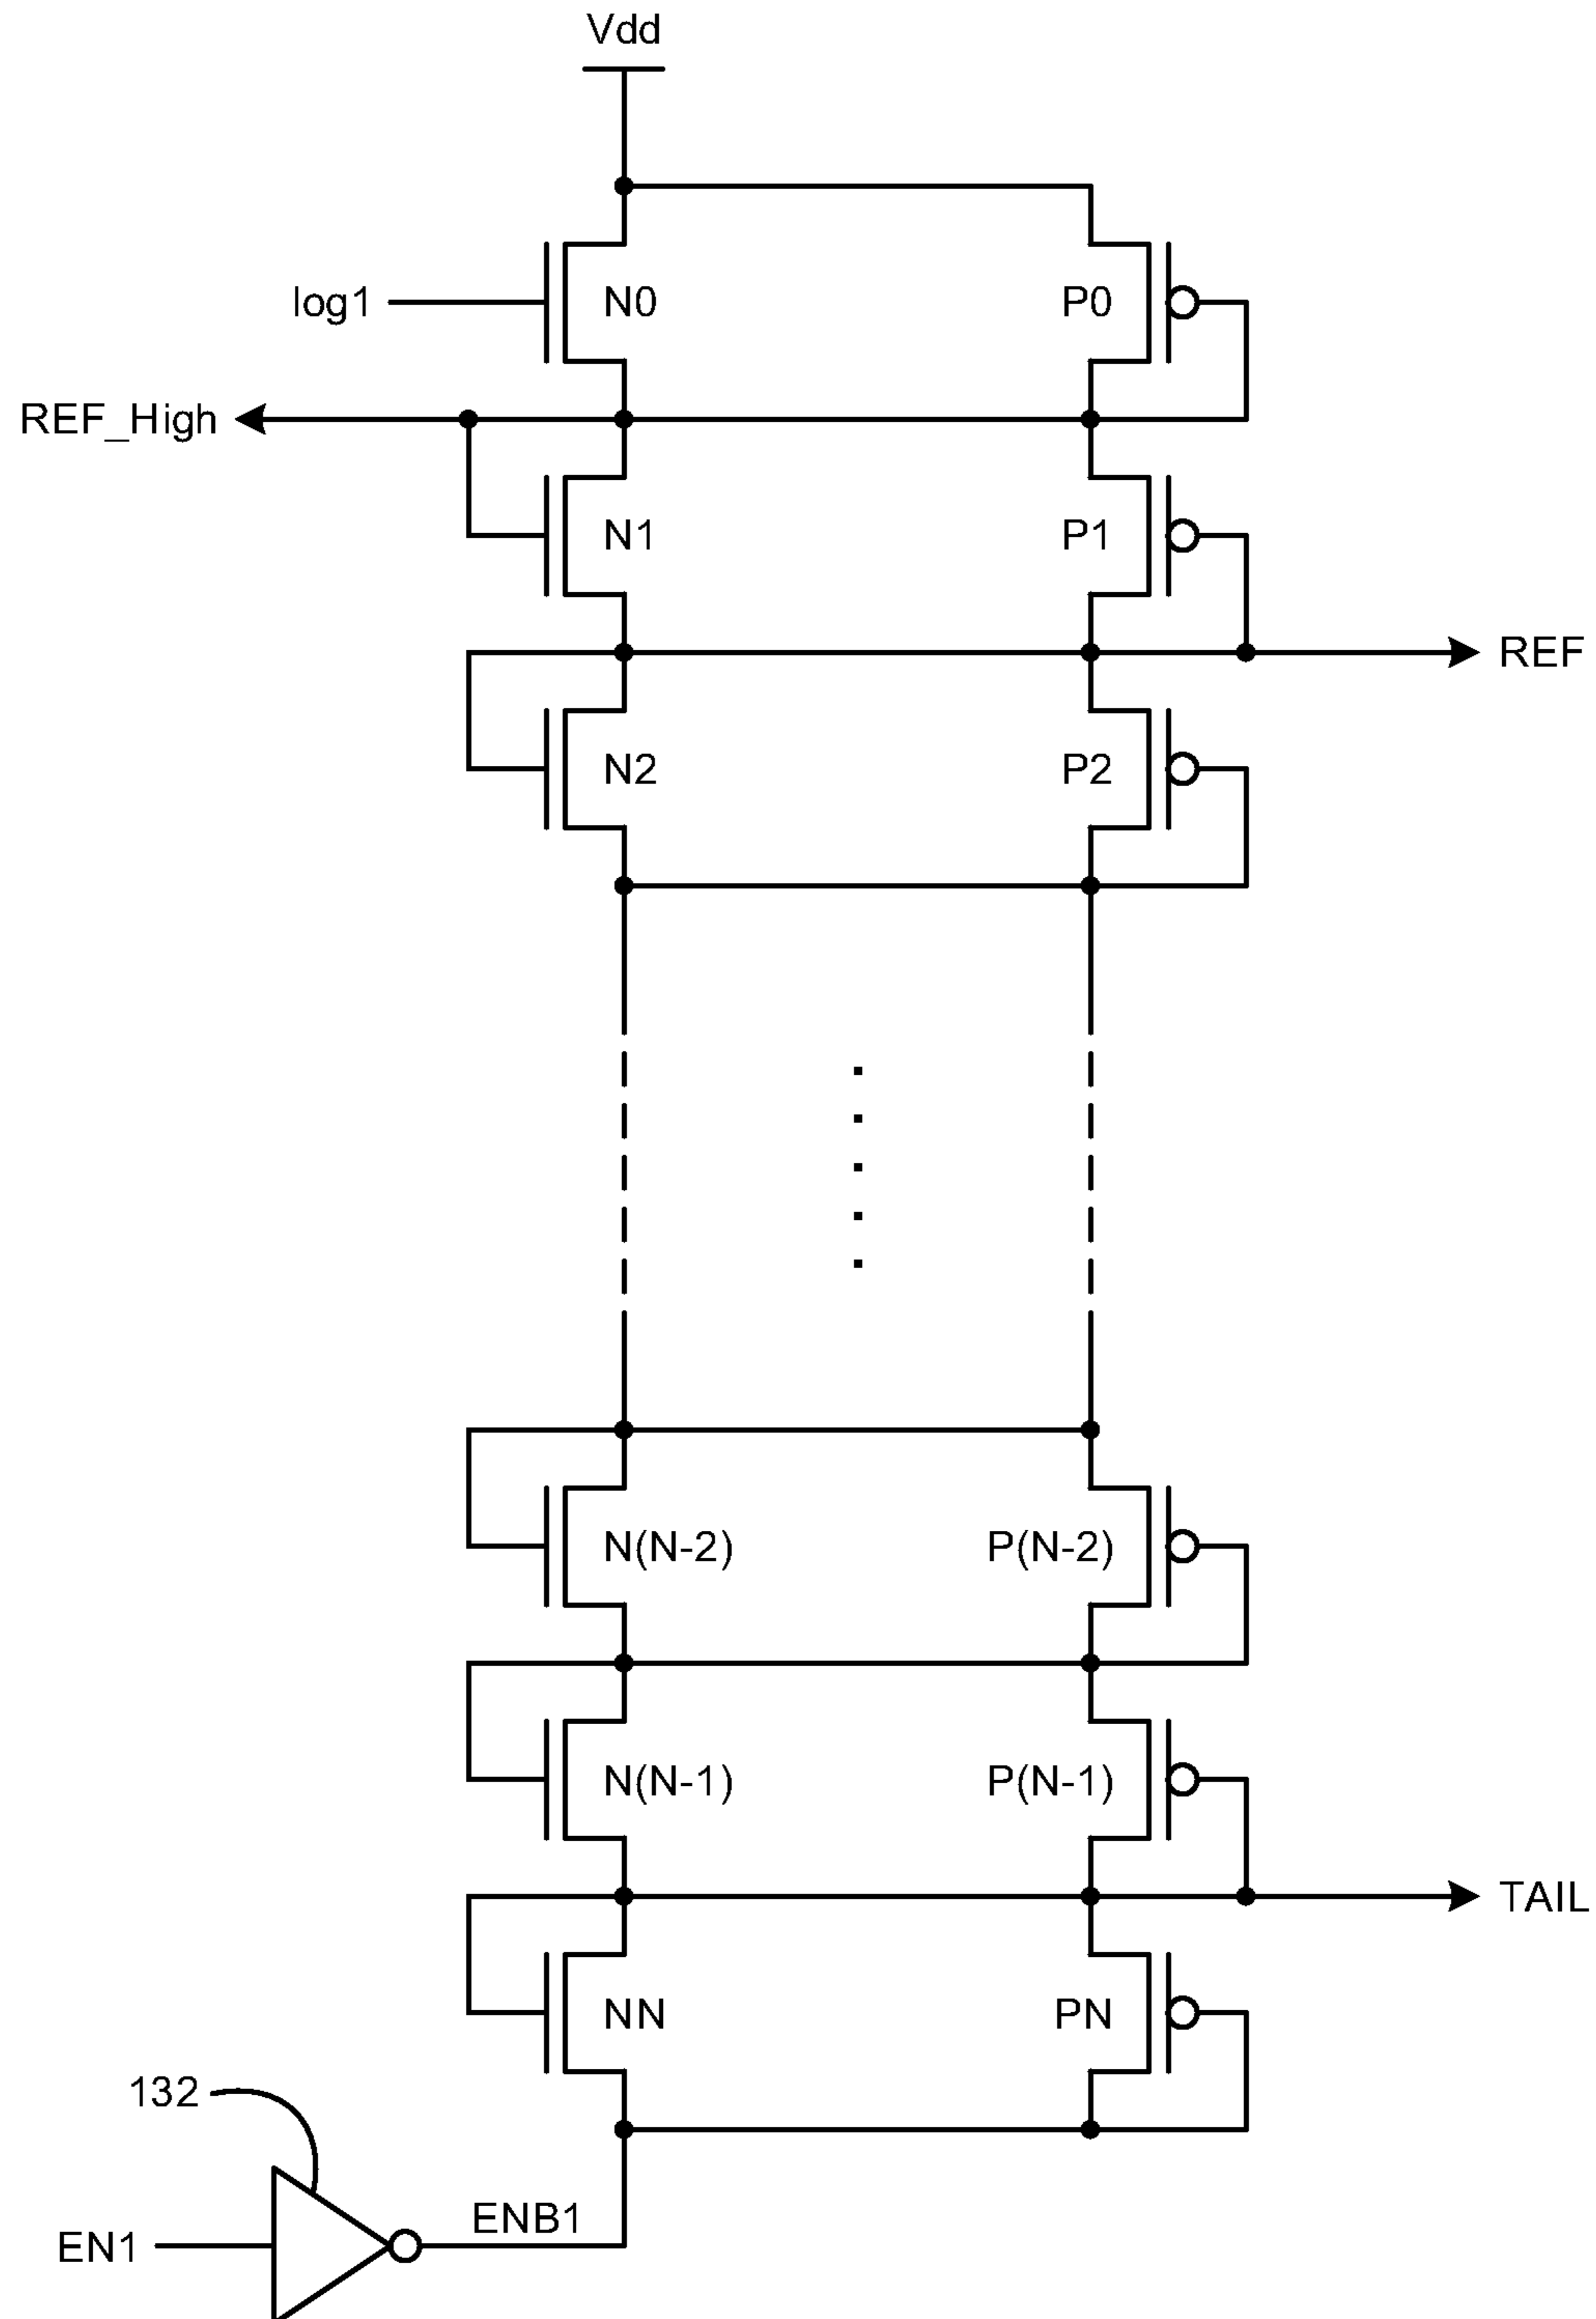 Vdd
log1
N0
P0
REF_High
N1
P1
REF
N2
P2
N(N-2)
P(N-2)
N(N-1)
P(N-1)
TAIL
NN
PN
132
ENB1
EN1